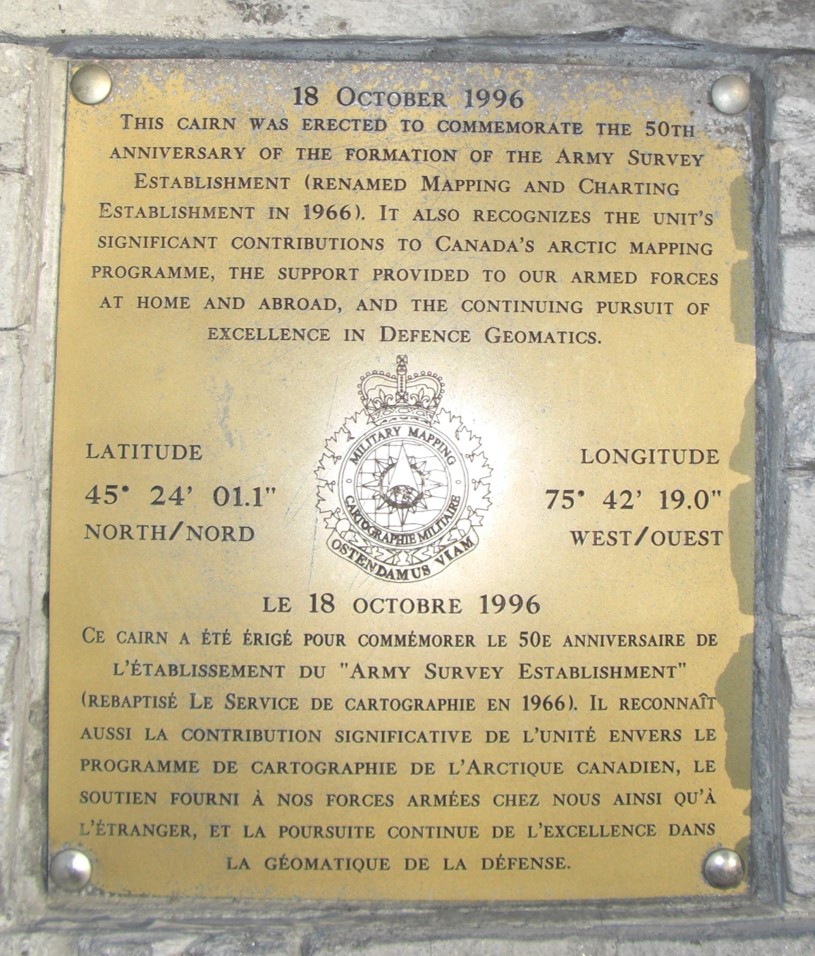 18 October 1996
This cairn was erected to commemorate the 50th
anniversary of the formation of the Army Survey
Establishment (renamed Mapping and Charting
Establishment in 1966). It also recognizes the unit's
significant contributions to Canada's arctic mapping
programme, the support provided to our armed forces
at home and abroad, and the continuing pursuit of
excellence in Defence Geomatics.
MILITARY MAPPING
CARTOGRAPHIE MILITAIRE
OSTENDAMUS VIAM
LATITUDE
45° 24' 01.1"
NORTH/NORD
LONGITUDE
75° 42' 19.0"
WEST/OUEST
le 18 octobre 1996
Ce cairn a été érigé pour commémorer le 50e anniversaire de
l'établissement du "Army Survey Establishment"
(rebaptisé Le Service de cartographie en 1966). Il reconnaît
aussi la contribution significative de l'unité envers le
programme de cartographie de l'Arctique canadien, le
soutien fourni à nos forces armées chez nous ainsi qu'à
l'étranger, et la poursuite continue de l'excellence dans
la géomatique de la défense.